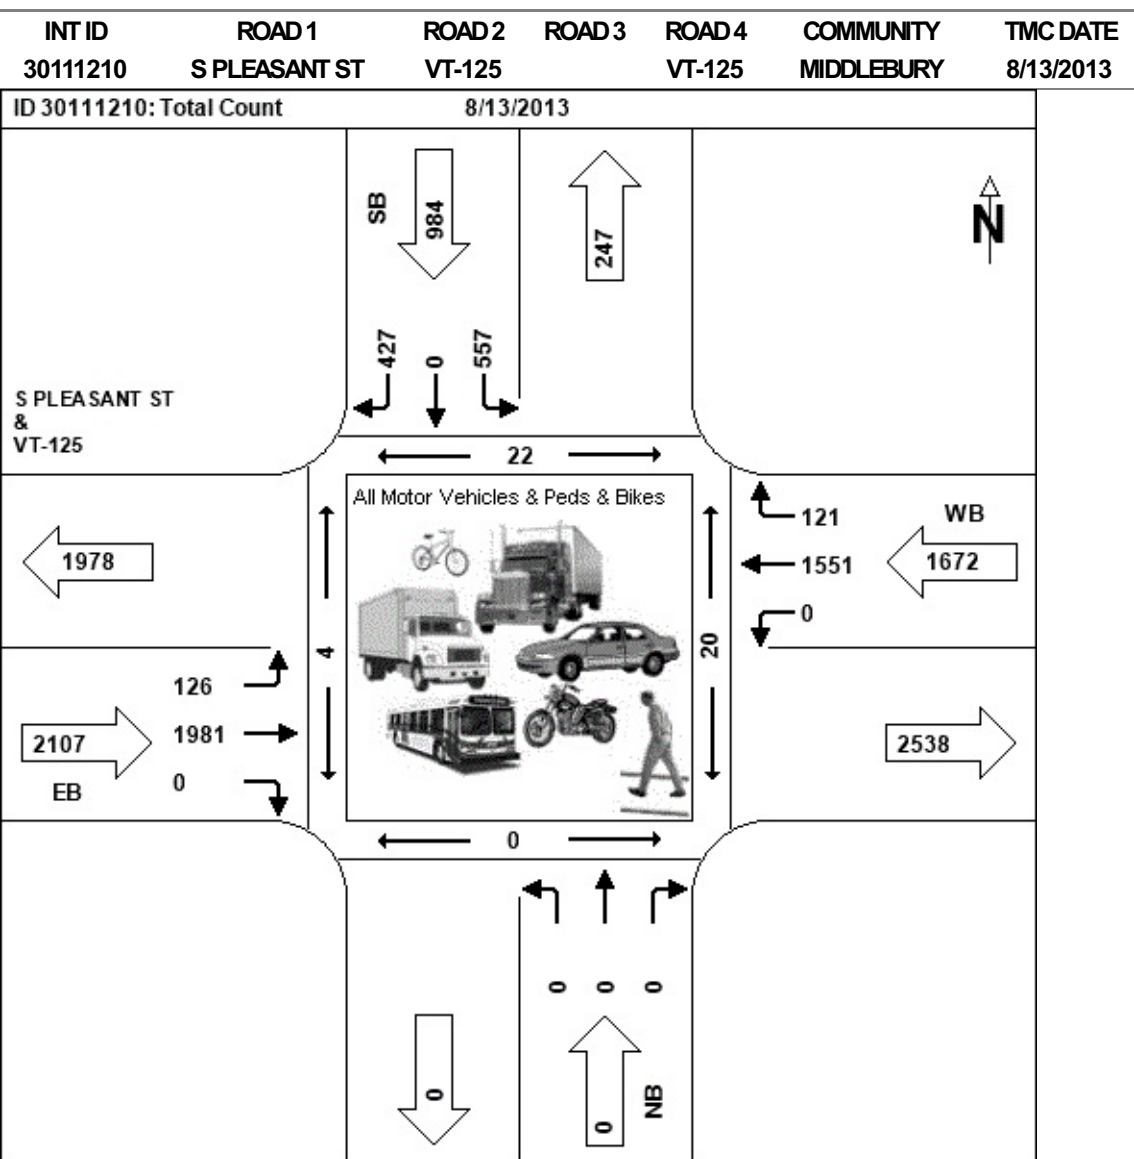 INT ID ROAD 1 ROAD 2 ROAD 3 ROAD 4 COMMUNITY TMC DATE
30111210 S PLEASANT ST VT-125 VT-125 MIDDLEBURY 8/13/2013
ID 30111210: Total Count 8/13/2013
SB
984
247
N
427
0
557
S PLEASANT ST
&
VT-125
22
All Motor Vehicles & Peds & Bikes
121
WB
1978
1551
1672
0
4
20
126
2107
1981
2538
0
EB
0
0 0 0
0
0
NB